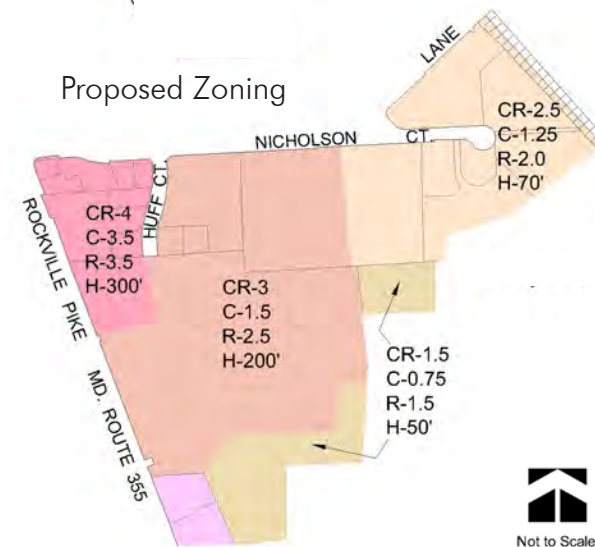 Proposed Zoning
LANE
NICHOLSON CT.
HUFF CT.
ROCKVILLE PIKE
MD. ROUTE 355
CR-4
C-3.5
R-3.5
H-300'
CR-3
C-1.5
R-2.5
H-200'
CR-2.5
C-1.25
R-2.0
H-70'
CR-1.5
C-0.75
R-1.5
H-50'
Not to Scale